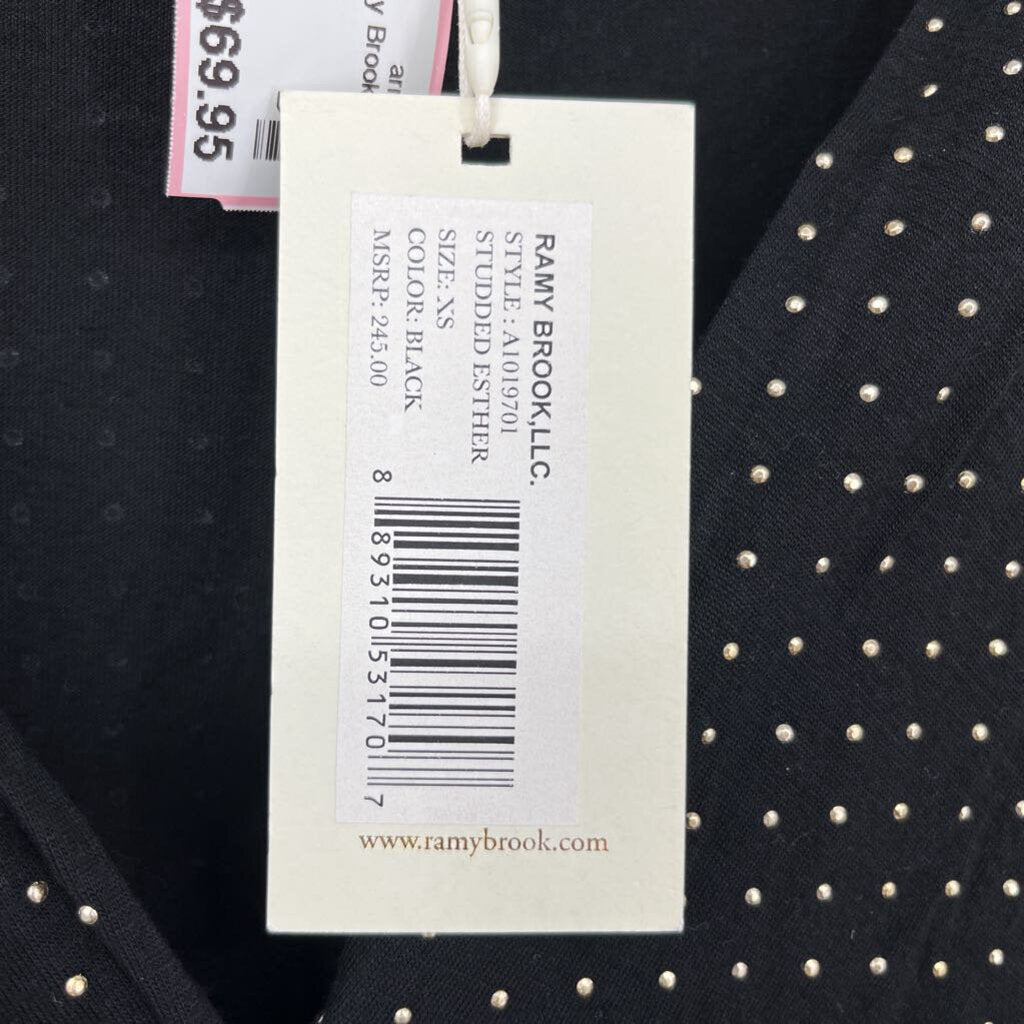 $69.95
y Brook
RAMY BROOK,LLC.
STYLE : A1019701
STUDDED ESTHER
SIZE: XS
COLOR: BLACK
MSRP: 245.00
8 89310 53170 7
www.ramybrook.com